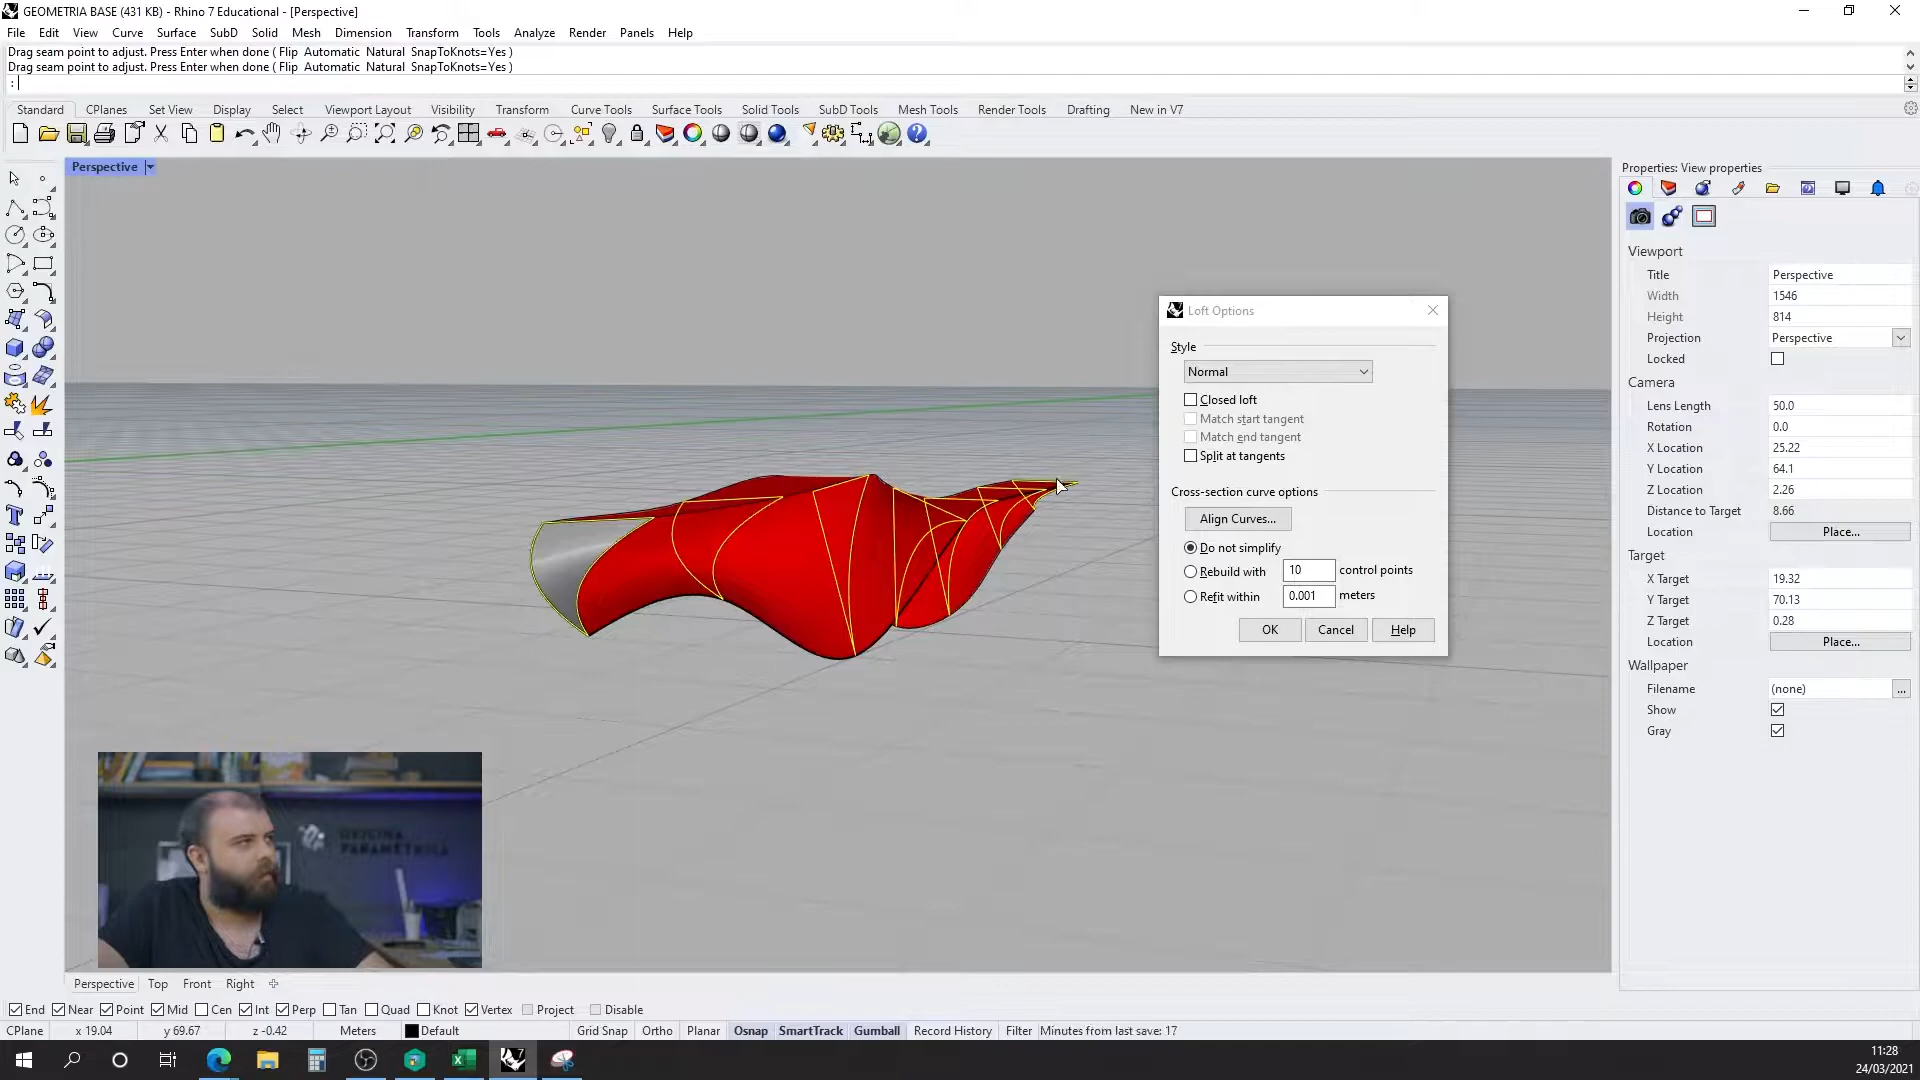 GEOMETRIA BASE (431 KB) - Rhino 7 Educational - [Perspective]
File Edit View Curve Surface SubD Solid Mesh Dimension Transform Tools Analyze Render Panels Help
Drag seam point to adjust. Press Enter when done ( Flip Automatic Natural SnapToKnots=Yes )
Drag seam point to adjust. Press Enter when done ( Flip Automatic Natural SnapToKnots=Yes )
:
Standard CPlanes Set View Display Select Viewport Layout Visibility Transform Curve Tools Surface Tools Solid Tools SubD Tools Mesh Tools Render Tools Drafting New in V7
Perspective
Properties: View properties
Viewport
Title Perspective
Width 1546
Height 814
Projection Perspective
Locked
Camera
Lens Length 50.0
Rotation 0.0
X Location 25.22
Y Location 64.1
Z Location 2.26
Distance to Target 8.66
Location Place...
Target
X Target 19.32
Y Target 70.13
Z Target 0.28
Location Place...
Wallpaper
Filename (none) ...
Show
Gray
Loft Options
Style
Normal
Closed loft
Match start tangent
Match end tangent
Split at tangents
Cross-section curve options
Align Curves...
Do not simplify
Rebuild with 10 control points
Refit within 0.001 meters
OK Cancel Help
OFICINA
PARAMÉTRICA
Perspective Top Front Right
End Near Point Mid Cen Int Perp Tan Quad Knot Vertex Project Disable
CPlane x 19.04 y 69.67 z -0.42 Meters Default Grid Snap Ortho Planar Osnap SmartTrack Gumball Record History Filter Minutes from last save: 17
11:28
24/03/2021